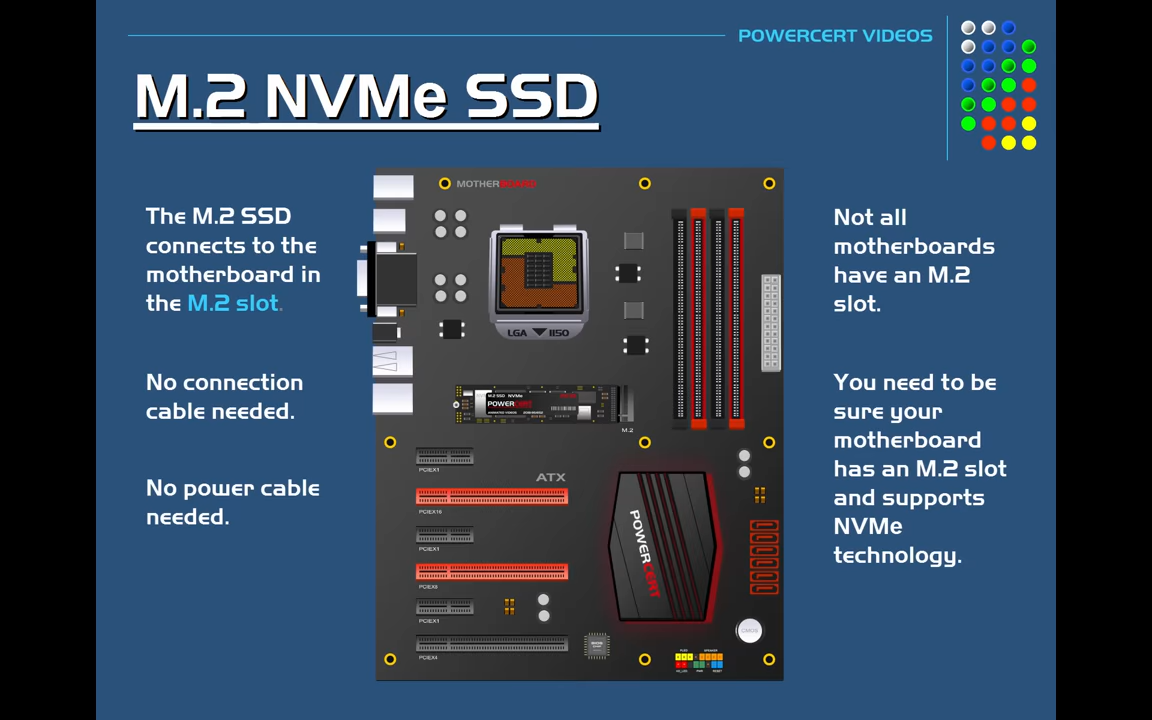 POWERCERT VIDEOS
M.2 NVMe SSD
The M.2 SSD
connects to the
motherboard in
the M.2 slot.
No connection
cable needed.
No power cable
needed.
MOTHERBOARD
LGA 1150
M.2 SSD NVMe
POWERCERT
M.2
PCIEX1
ATX
PCIEX16
PCIEX1
PCIEX8
PCIEX1
PCIEX4
POWERCERT
CMOS
Not all
motherboards
have an M.2
slot.
You need to be
sure your
motherboard
has an M.2 slot
and supports
NVMe
technology.